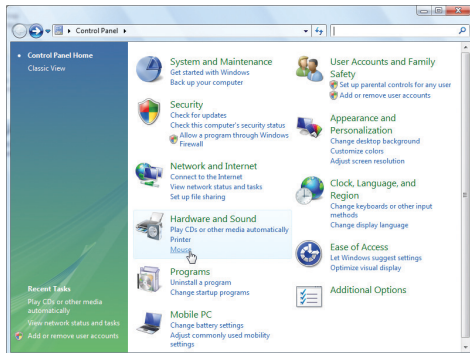 Control Panel
Control Panel Home
Classic View
System and Maintenance
Get started with Windows
Back up your computer
Security
Check for updates
Check this computer's security status
Allow a program through Windows
Firewall
Network and Internet
Connect to the Internet
View network status and tasks
Set up file sharing
Hardware and Sound
Play CDs or other media automatically
Printer
Mouse
Programs
Uninstall a program
Change startup programs
Mobile PC
Change battery settings
Adjust commonly used mobility
settings
User Accounts and Family
Safety
Set up parental controls for any user
Add or remove user accounts
Appearance and
Personalization
Change desktop background
Customize colors
Adjust screen resolution
Clock, Language, and
Region
Change keyboards or other input
methods
Change display language
Ease of Access
Let Windows suggest settings
Optimize visual display
Additional Options
Recent Tasks
Play CDs or other media
automatically
View network status and tasks
Add or remove user accounts